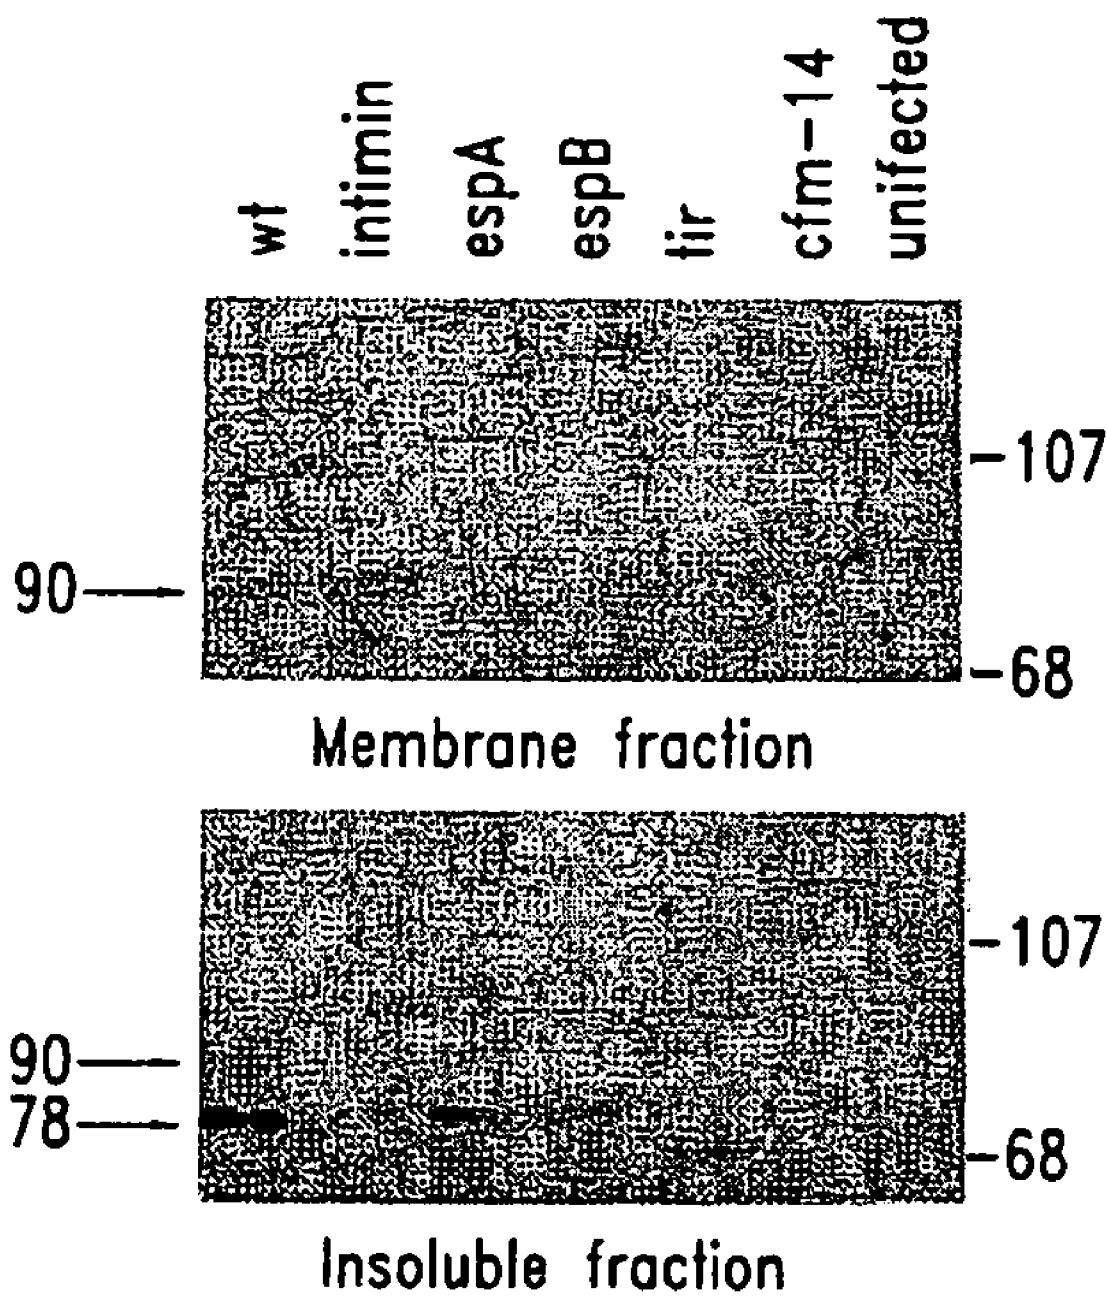 wt intimin espA espB tir cfm-14 unifected
-107
90
-68
Membrane fraction
-107
90
78
-68
Insoluble fraction